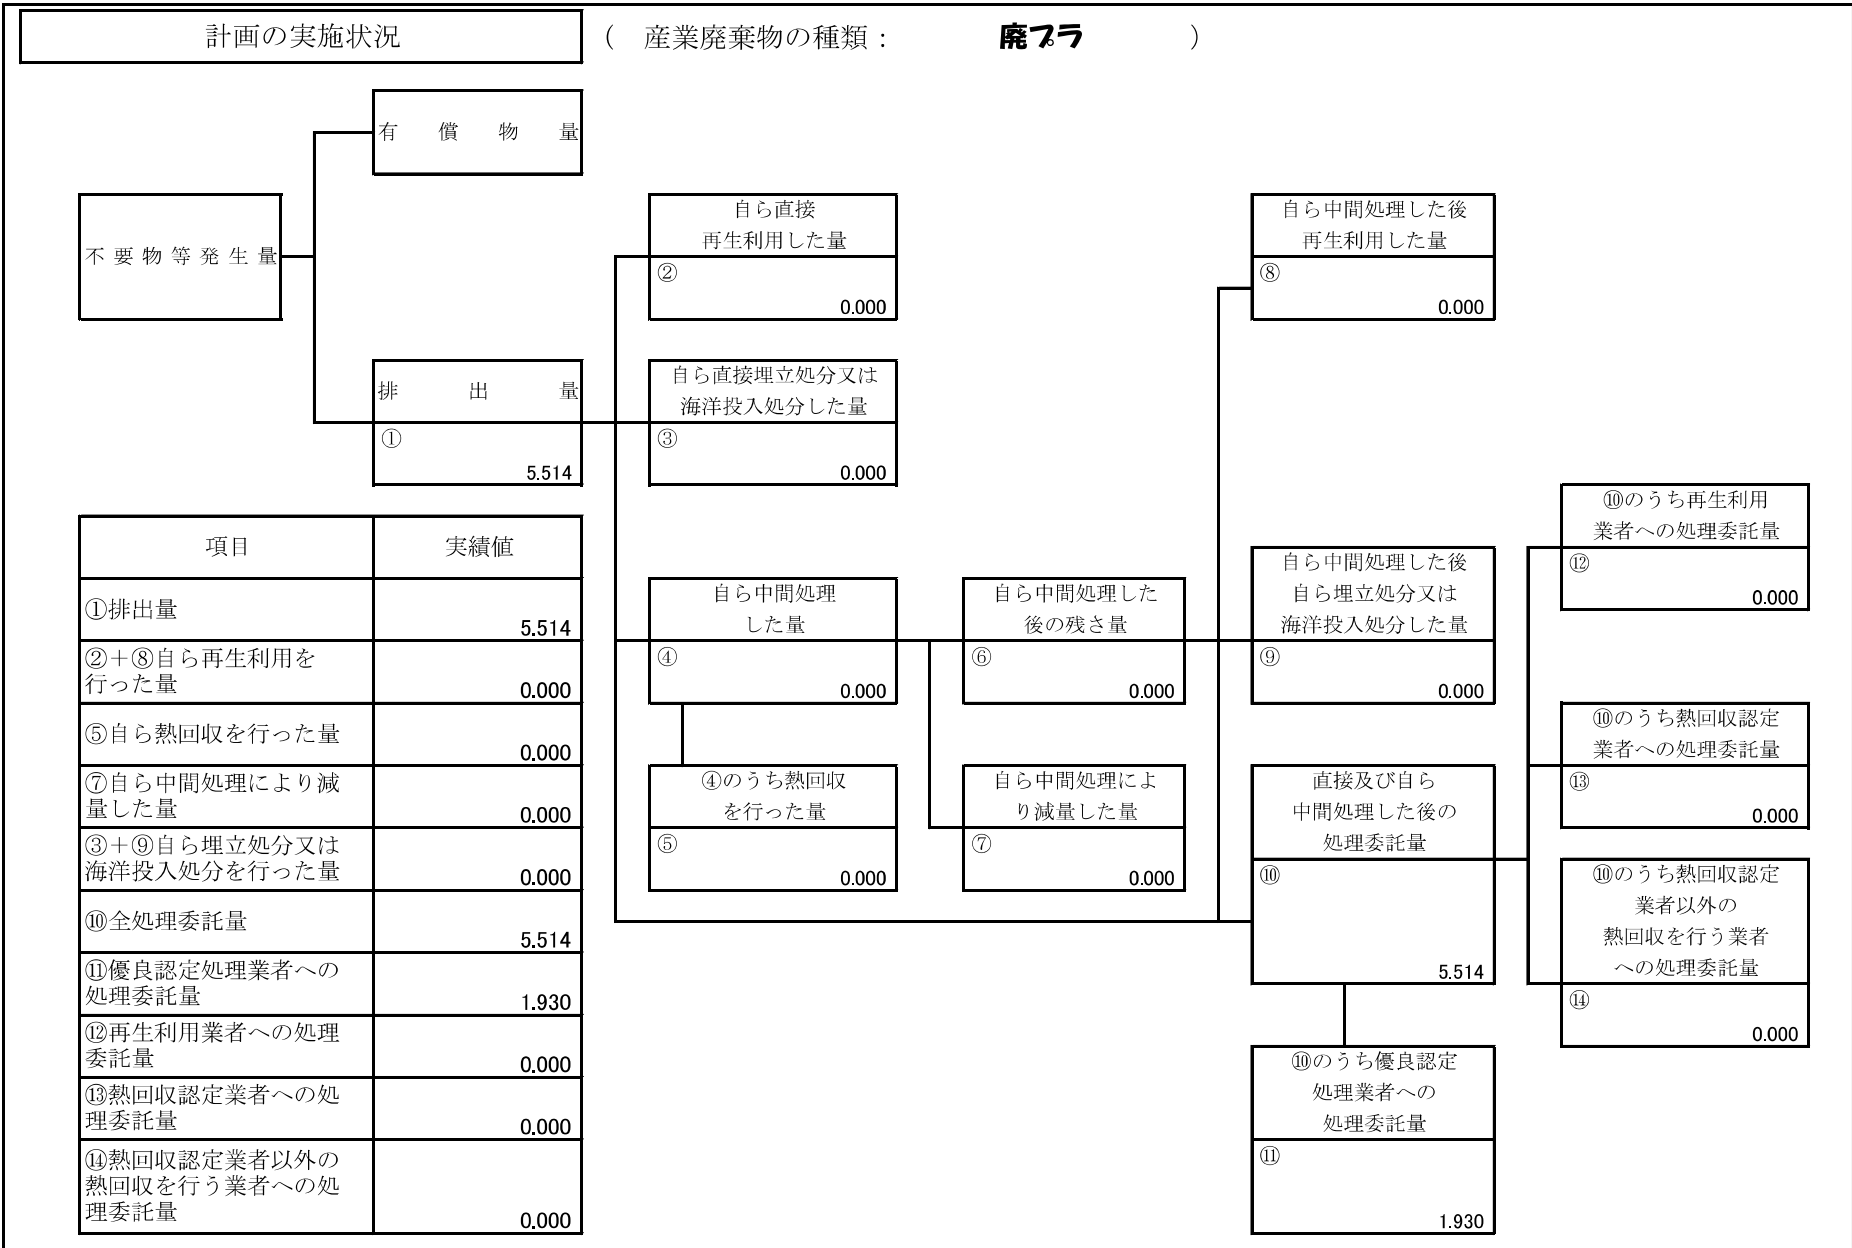 計画の実施状況
（ 産業廃棄物の種類： 廃プラ ）
有償物量
不要物等発生量
排出量
①
5.514
自ら直接
再生利用した量
②
0.000
自ら直接埋立処分又は
海洋投入処分した量
③
0.000
自ら中間処理
した量
④
0.000
④のうち熱回収
を行った量
⑤
0.000
自ら中間処理した
後の残さ量
⑥
0.000
自ら中間処理によ
り減量した量
⑦
0.000
自ら中間処理した後
再生利用した量
⑧
0.000
自ら中間処理した後
自ら埋立処分又は
海洋投入処分した量
⑨
0.000
直接及び自ら
中間処理した後の
処理委託量
⑩
5.514
⑩のうち優良認定
処理業者への
処理委託量
⑪
1.930
⑩のうち再生利用
業者への処理委託量
⑫
0.000
⑩のうち熱回収認定
業者への処理委託量
⑬
0.000
⑩のうち熱回収認定
業者以外の
熱回収を行う業者
への処理委託量
⑭
0.000
項目 実績値
①排出量
5.514
②＋⑧自ら再生利用を
行った量
0.000
⑤自ら熱回収を行った量
0.000
⑦自ら中間処理により減
量した量
0.000
③＋⑨自ら埋立処分又は
海洋投入処分を行った量
0.000
⑩全処理委託量
5.514
⑪優良認定処理業者への
処理委託量
1.930
⑫再生利用業者への処理
委託量
0.000
⑬熱回収認定業者への処
理委託量
0.000
⑭熱回収認定業者以外の
熱回収を行う業者への処
理委託量
0.000